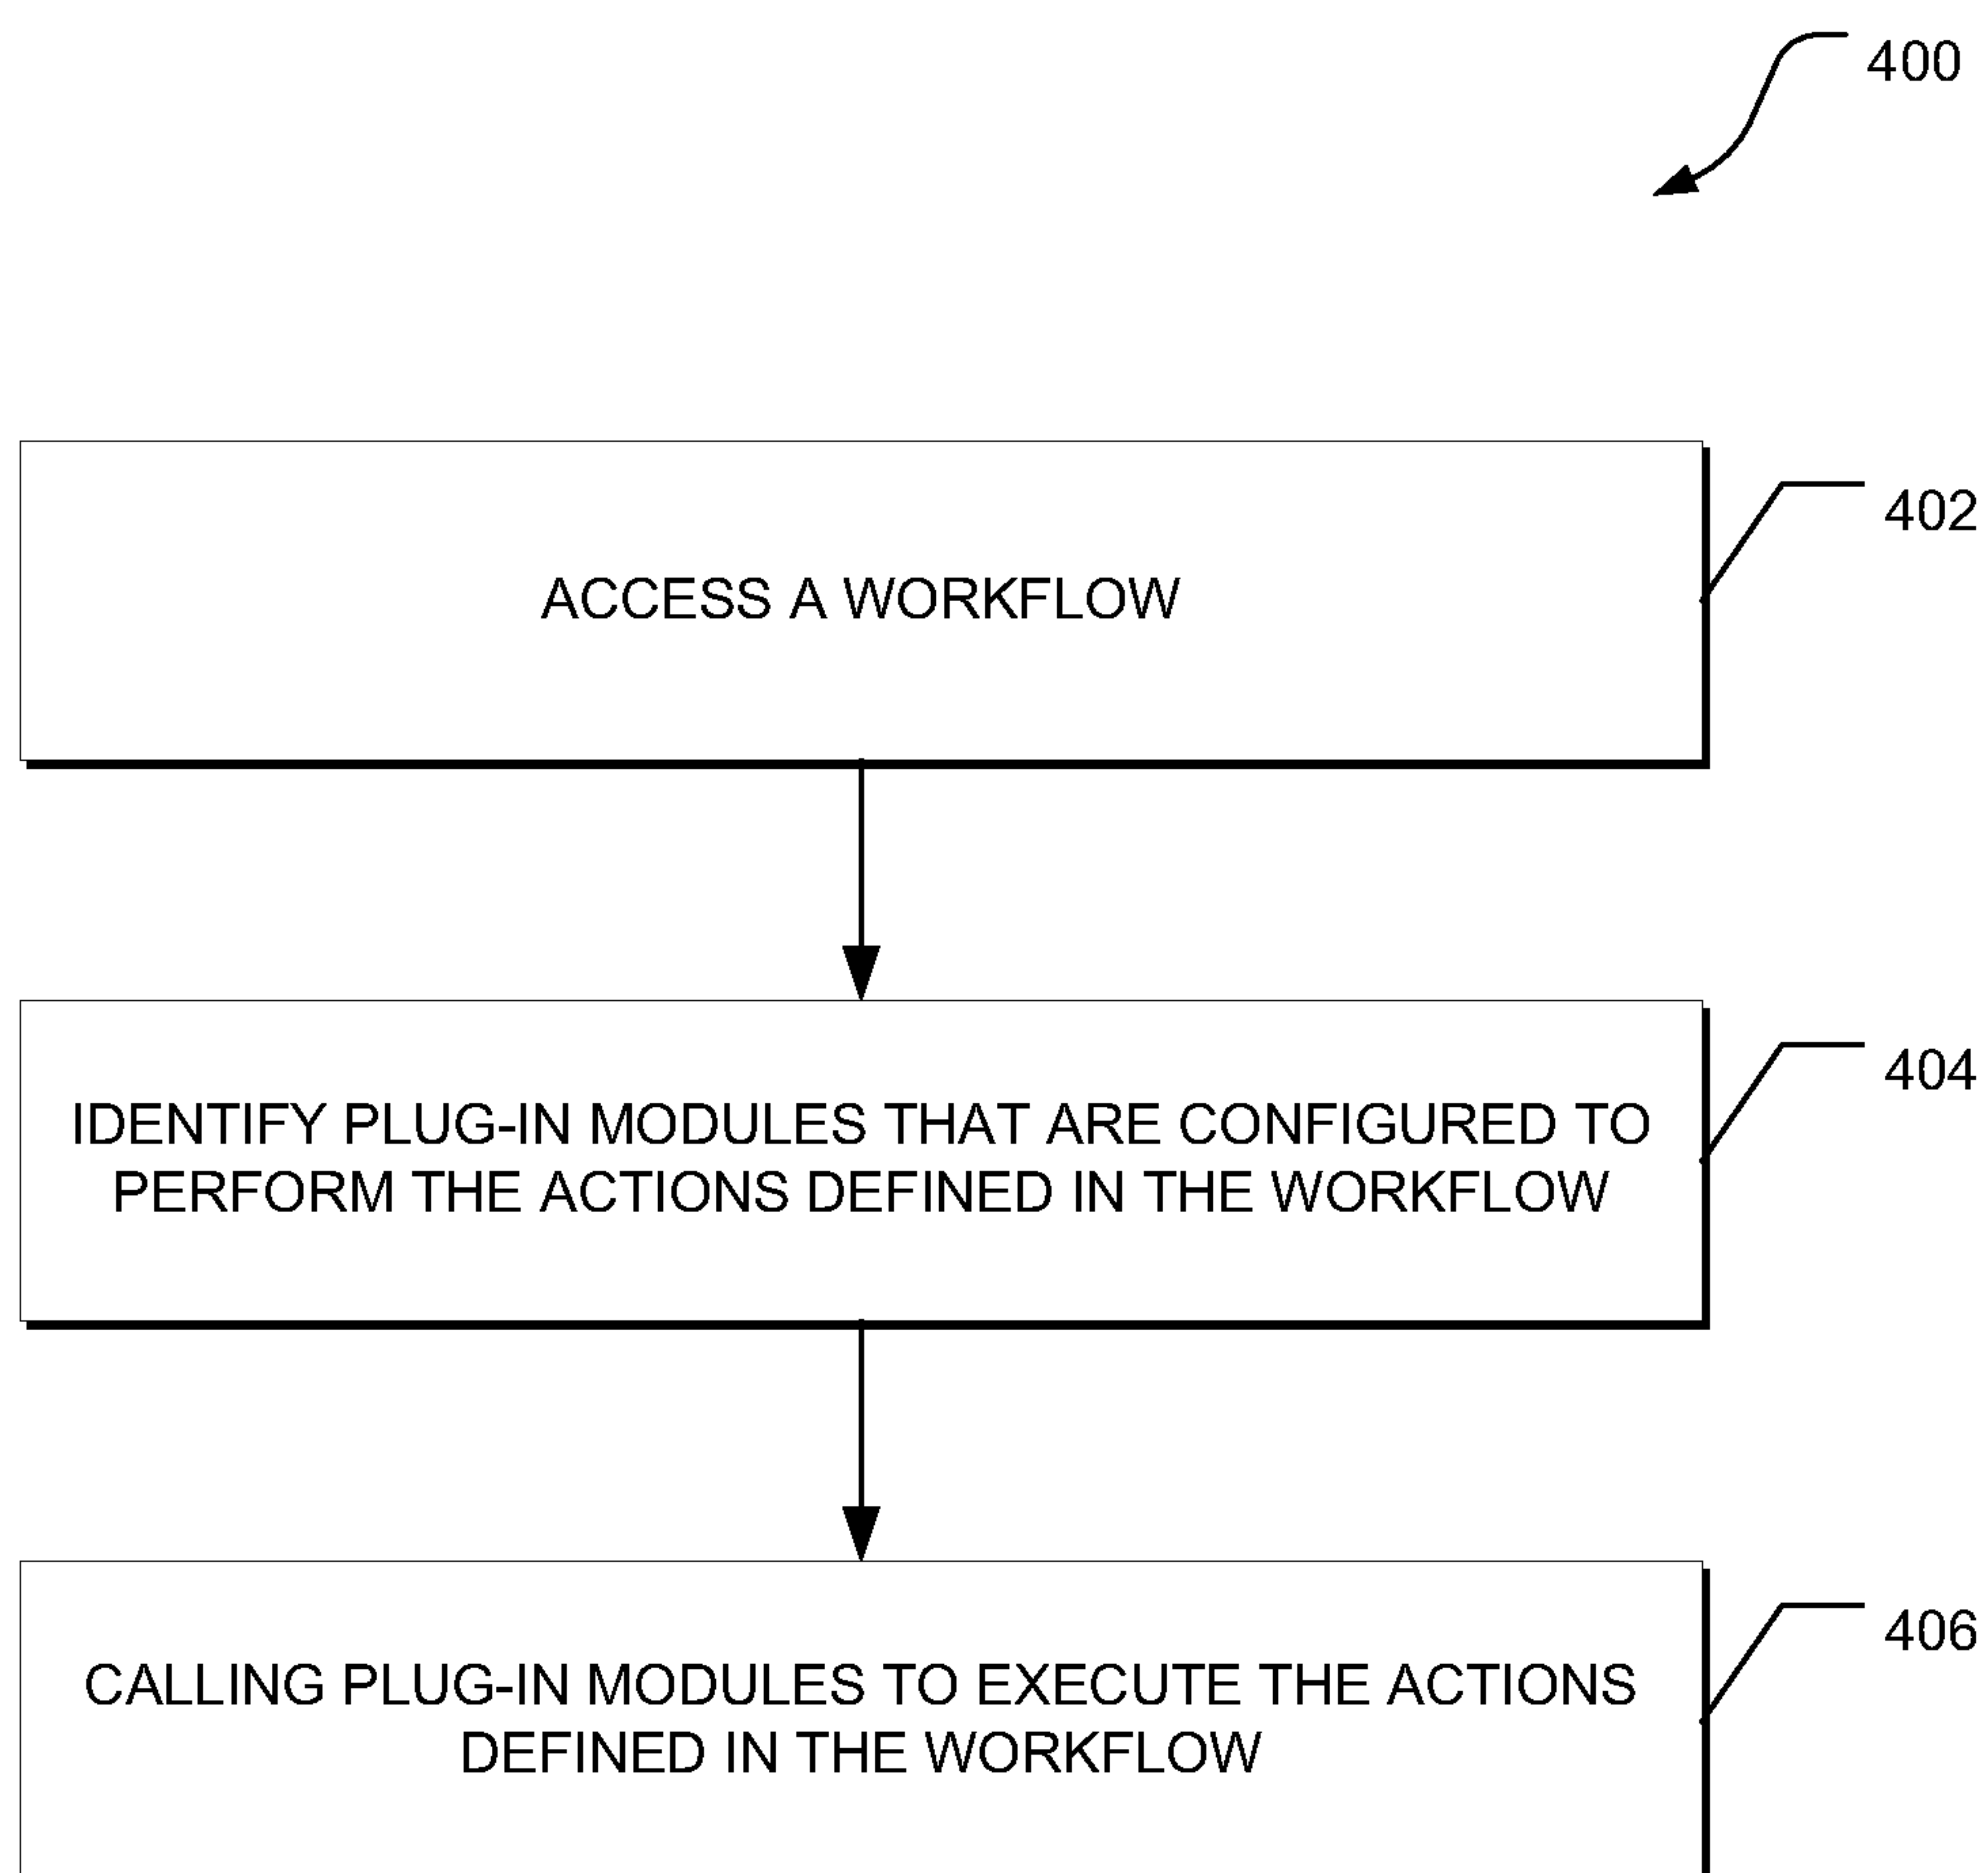 400
402
ACCESS A WORKFLOW
404
IDENTIFY PLUG-IN MODULES THAT ARE CONFIGURED TO
PERFORM THE ACTIONS DEFINED IN THE WORKFLOW
406
CALLING PLUG-IN MODULES TO EXECUTE THE ACTIONS
DEFINED IN THE WORKFLOW